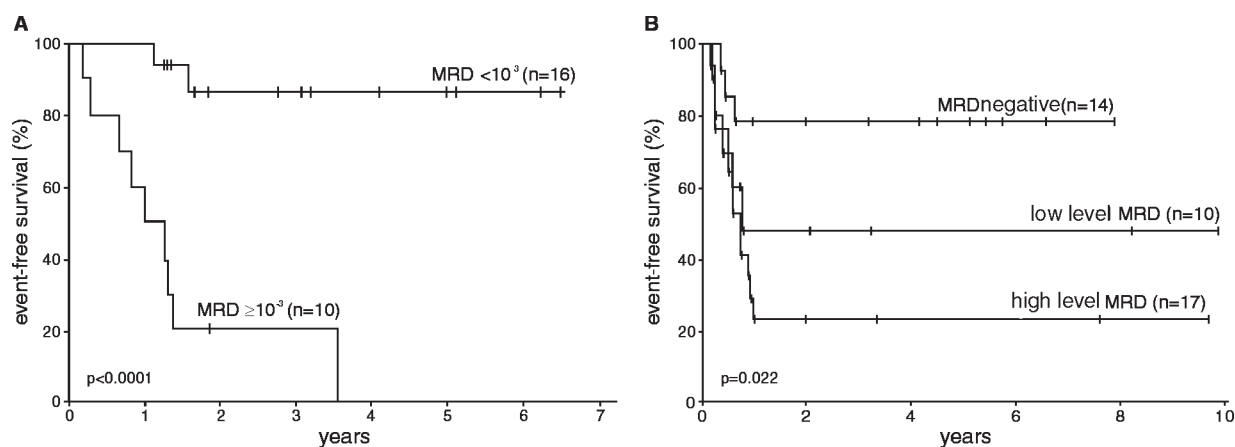 A
event-free survival (%)
100
80
60
40
20
0
MRD <10³ (n=16)
MRD ≥10⁻³ (n=10)
p<0.0001
0 1 2 3 4 5 6 7
years
B
event-free survival (%)
100
80
60
40
20
0
MRDnegative(n=14)
low level MRD (n=10)
high level MRD (n=17)
p=0.022
0 2 4 6 8 10
years